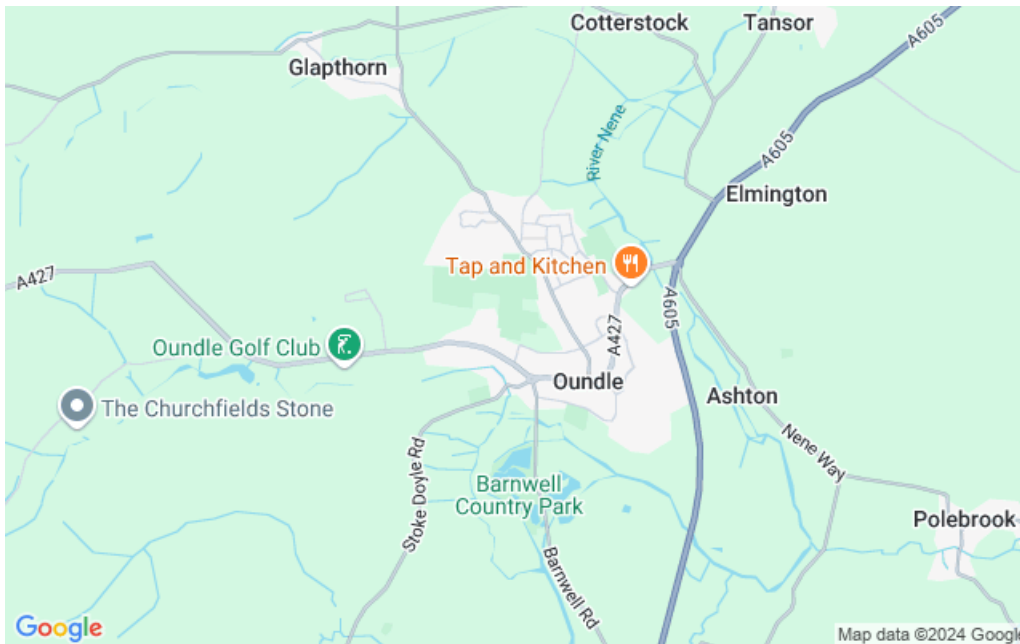 Cotterstock
Tansor
A605
Glapthorn
River Nene
A605
Elmington
Tap and Kitchen
A427
A605
A427
Oundle Golf Club
Oundle
Ashton
The Churchfields Stone
Nene Way
Stoke Doyle Rd
Barnwell
Country Park
Polebrook
Barnwell Rd
Google
Map data ©2024 Google